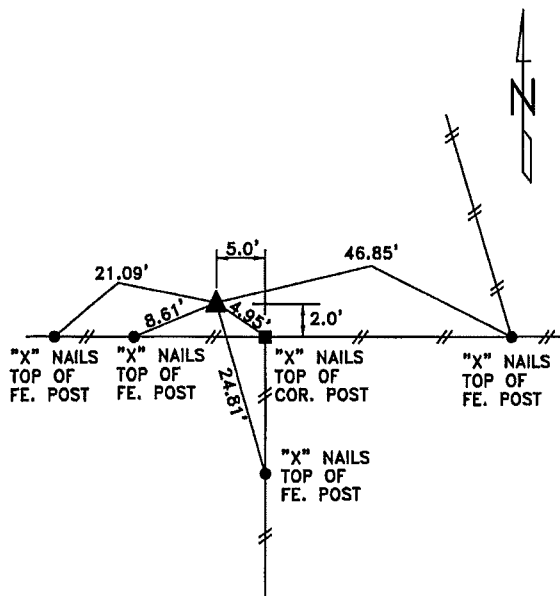 N
5.0'
46.85'
21.09'
8.61'
4.95'
2.0'
"X" NAILS
TOP OF
FE. POST
"X" NAILS
TOP OF
FE. POST
"X" NAILS
TOP OF
COR. POST
"X" NAILS
TOP OF
FE. POST
24.81'
"X" NAILS
TOP OF
FE. POST